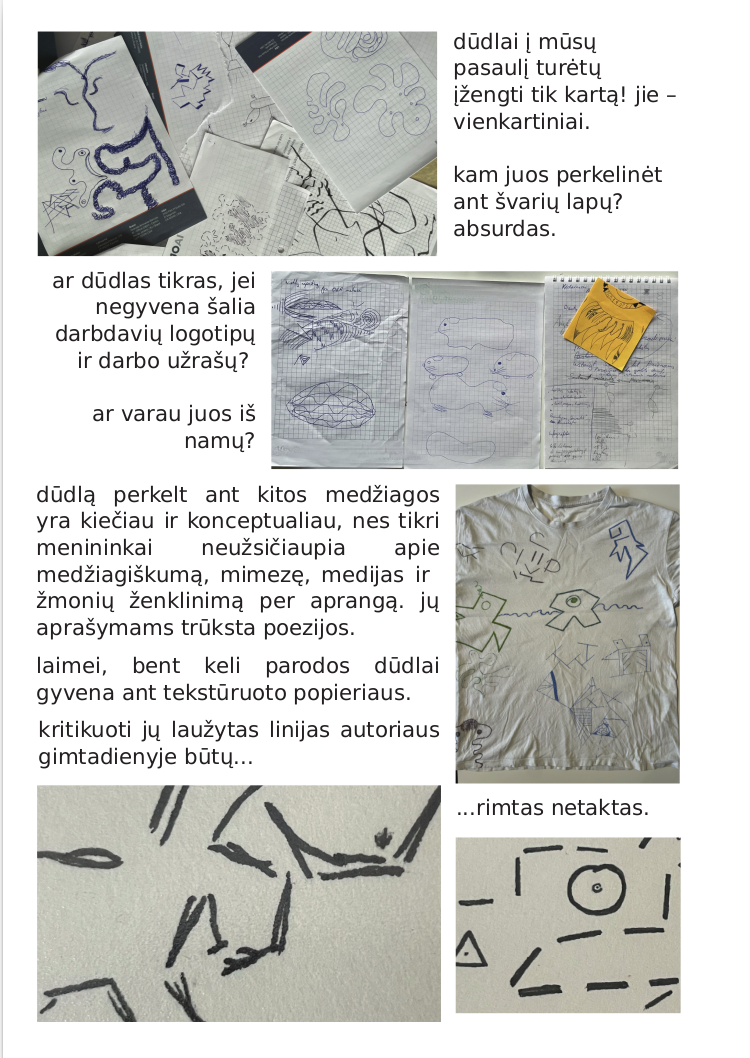 dūdlai į mūsų
pasaulį turėtų
įžengti tik kartą! jie –
vienkartiniai.
kam juos perkelinėt
ant švarių lapų?
absurdas.
ar dūdlas tikras, jei
negyvena šalia
darbdavių logotipų
ir darbo užrašų?
ar varau juos iš
namų?
dūdlą perkelt ant kitos medžiagos
yra kiečiau ir konceptualiau, nes tikri
menininkai neužsičiaupia apie
medžiagiškumą, mimezę, medijas ir
žmonių ženklinimą per aprangą. jų
aprašymams trūksta poezijos.
laimei, bent keli parodos dūdlai
gyvena ant tekstūruoto popieriaus.
kritikuoti jų laužytas linijas autoriaus
gimtadienyje būtų...
...rimtas netaktas.